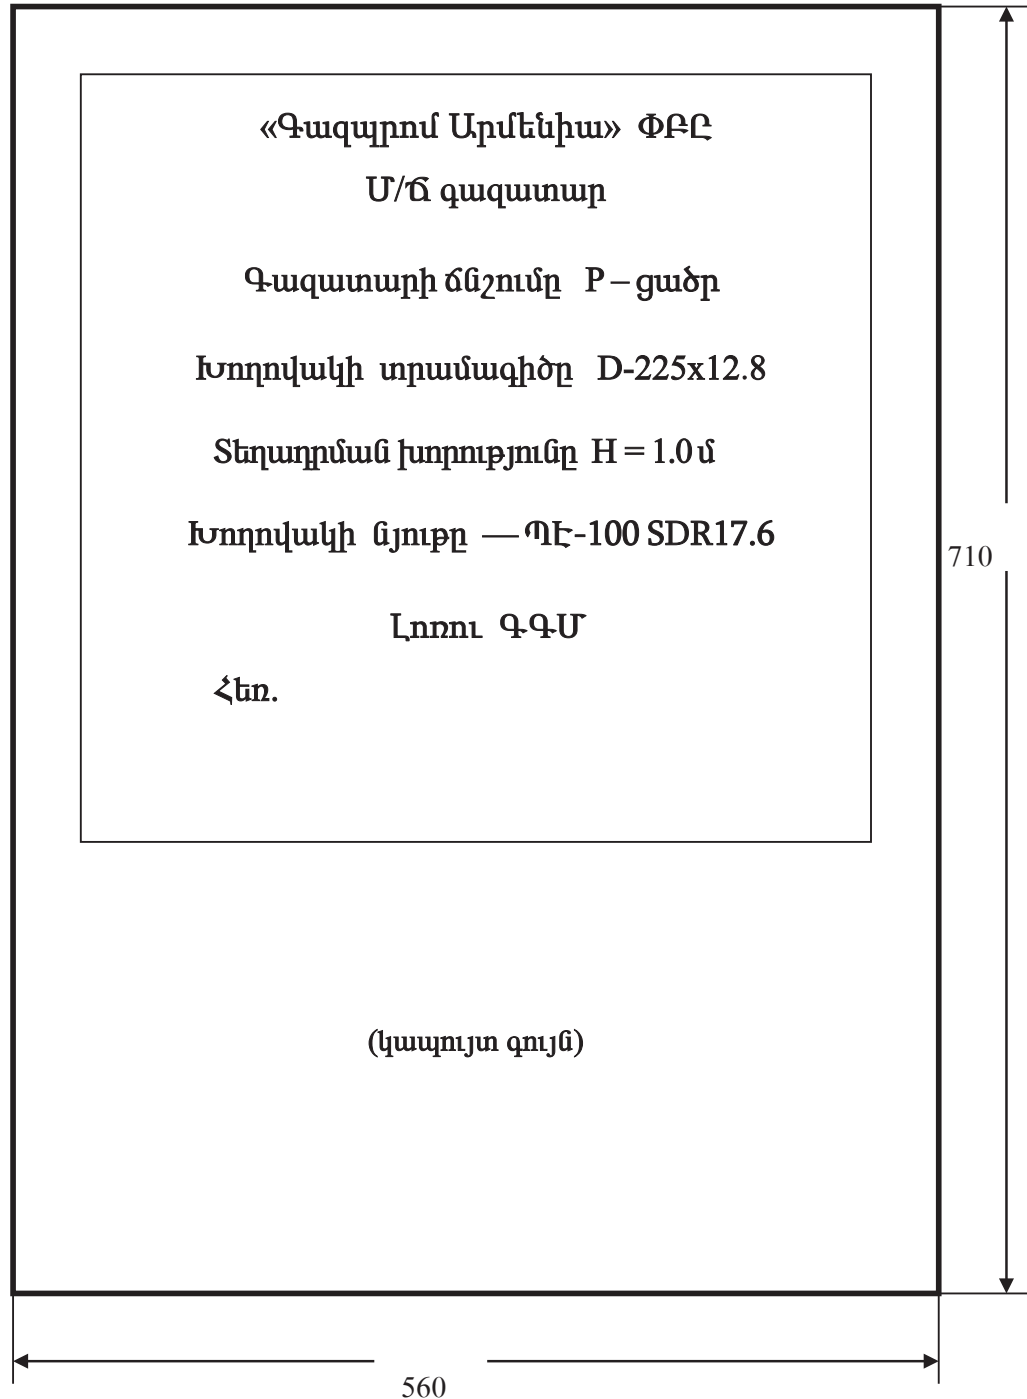 «Գազպրոմ Արմենիա» ՓԲԸ
Մ/Ճ գազատար
Գազատարի ճնշումը P – ցածր
Խողովակի տրամագիծը D-225x12.8
Տեղադրման խորությունը H = 1.0 մ
Խողովակի նյութը — ՊԷ-100 SDR17.6
710
Լոռու ԳԳՄ
Հեռ.
(կապույտ գույն)
560